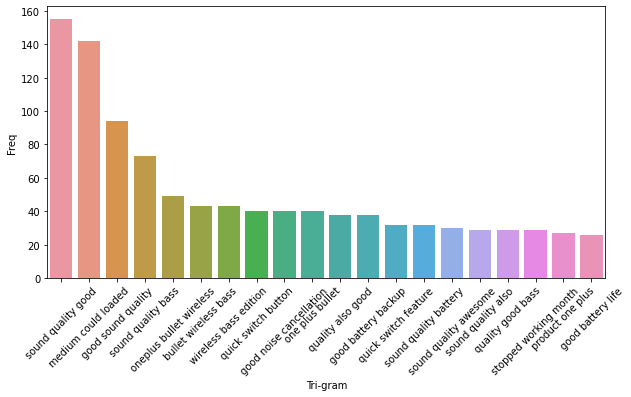 160
140
120
100
80
60
40
20
0
Freq
sound quality good
medium could loaded
good sound quality
sound quality bass
oneplus bullet wireless
bullet wireless bass
wireless bass edition
quick switch button
good noise cancellation
one plus bullet
quality also good
good battery backup
quick switch feature
sound quality battery
sound quality awesome
sound quality also
quality good bass
stopped working month
product one plus
good battery life
Tri-gram